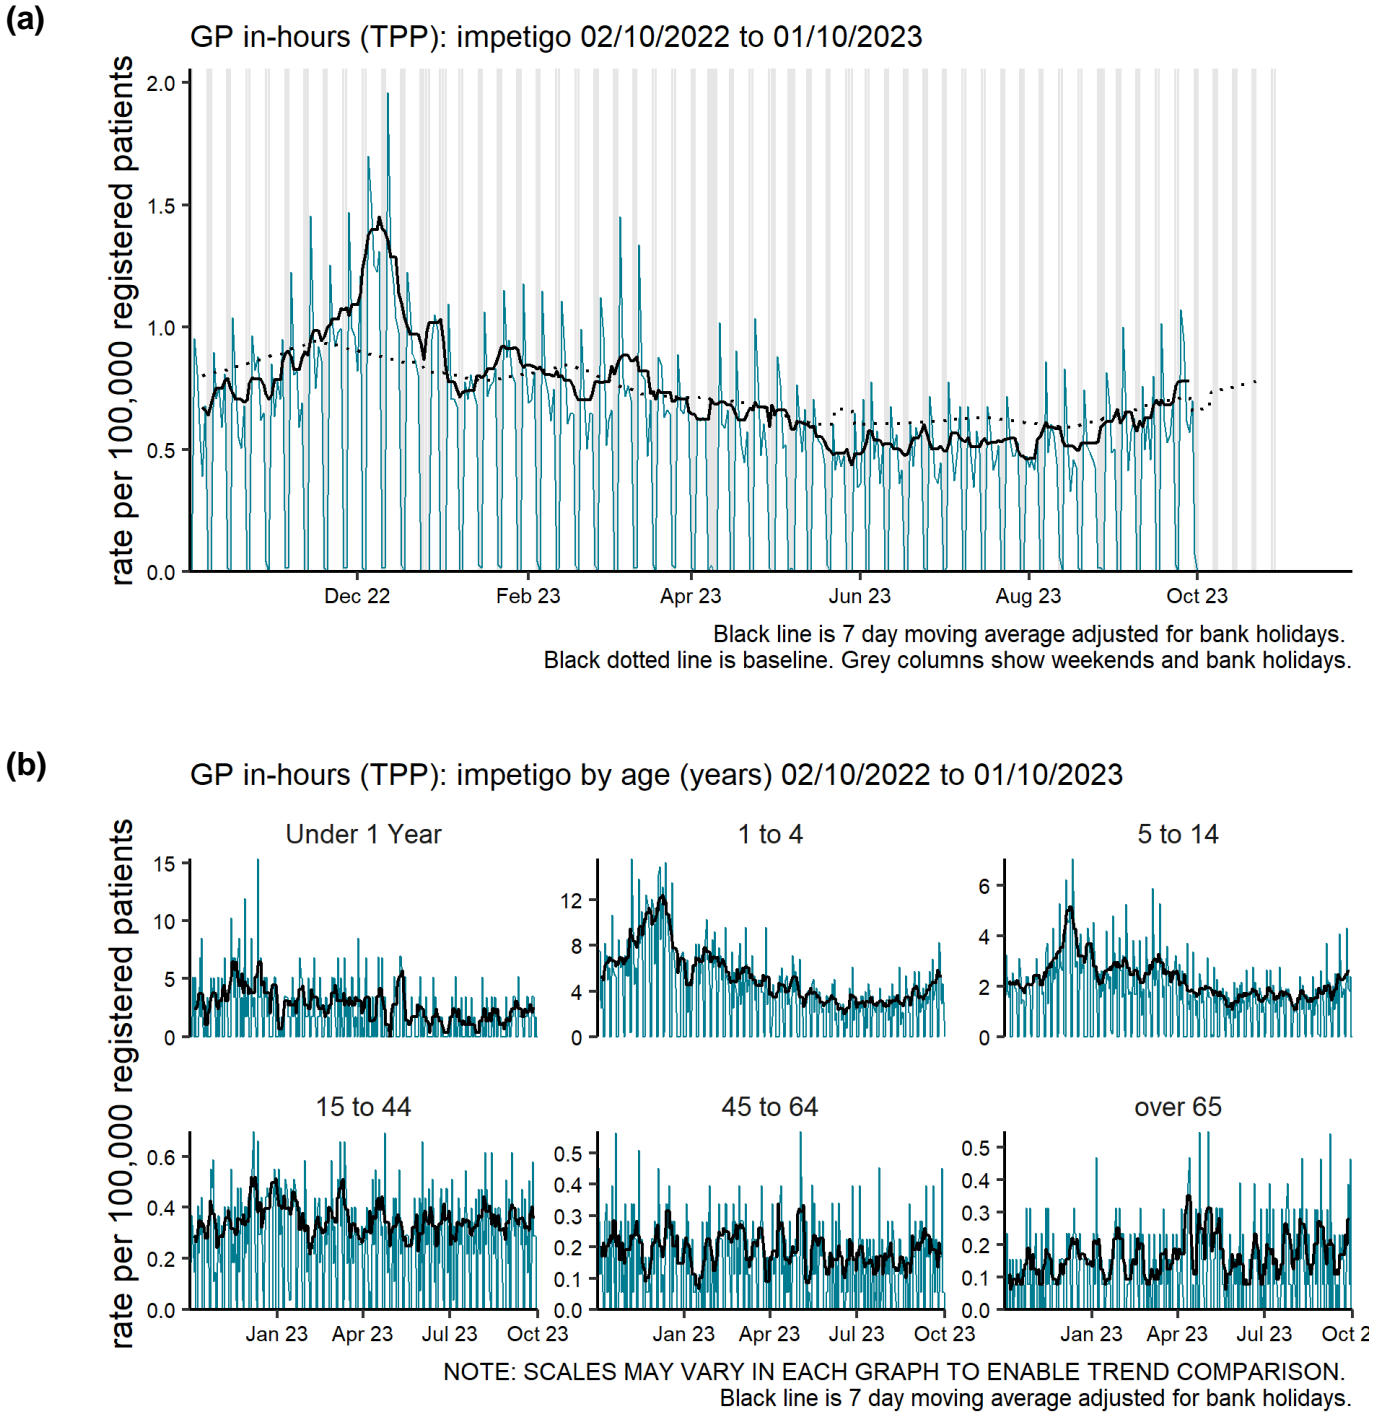 (a)
GP in-hours (TPP): impetigo 02/10/2022 to 01/10/2023
rate per 100,000 registered patients
2.0
1.5
1.0
0.5
0.0
Dec 22 Feb 23 Apr 23 Jun 23 Aug 23 Oct 23
Black line is 7 day moving average adjusted for bank holidays.
Black dotted line is baseline. Grey columns show weekends and bank holidays.
(b)
GP in-hours (TPP): impetigo by age (years) 02/10/2022 to 01/10/2023
rate per 100,000 registered patients
Under 1 Year
15
10
5
0
1 to 4
12
8
4
0
5 to 14
6
4
2
0
15 to 44
0.6
0.4
0.2
0.0
Jan 23 Apr 23 Jul 23 Oct 23
45 to 64
0.5
0.4
0.3
0.2
0.1
0.0
Jan 23 Apr 23 Jul 23 Oct 23
over 65
0.5
0.4
0.3
0.2
0.1
0.0
Jan 23 Apr 23 Jul 23 Oct 2
NOTE: SCALES MAY VARY IN EACH GRAPH TO ENABLE TREND COMPARISON.
Black line is 7 day moving average adjusted for bank holidays.